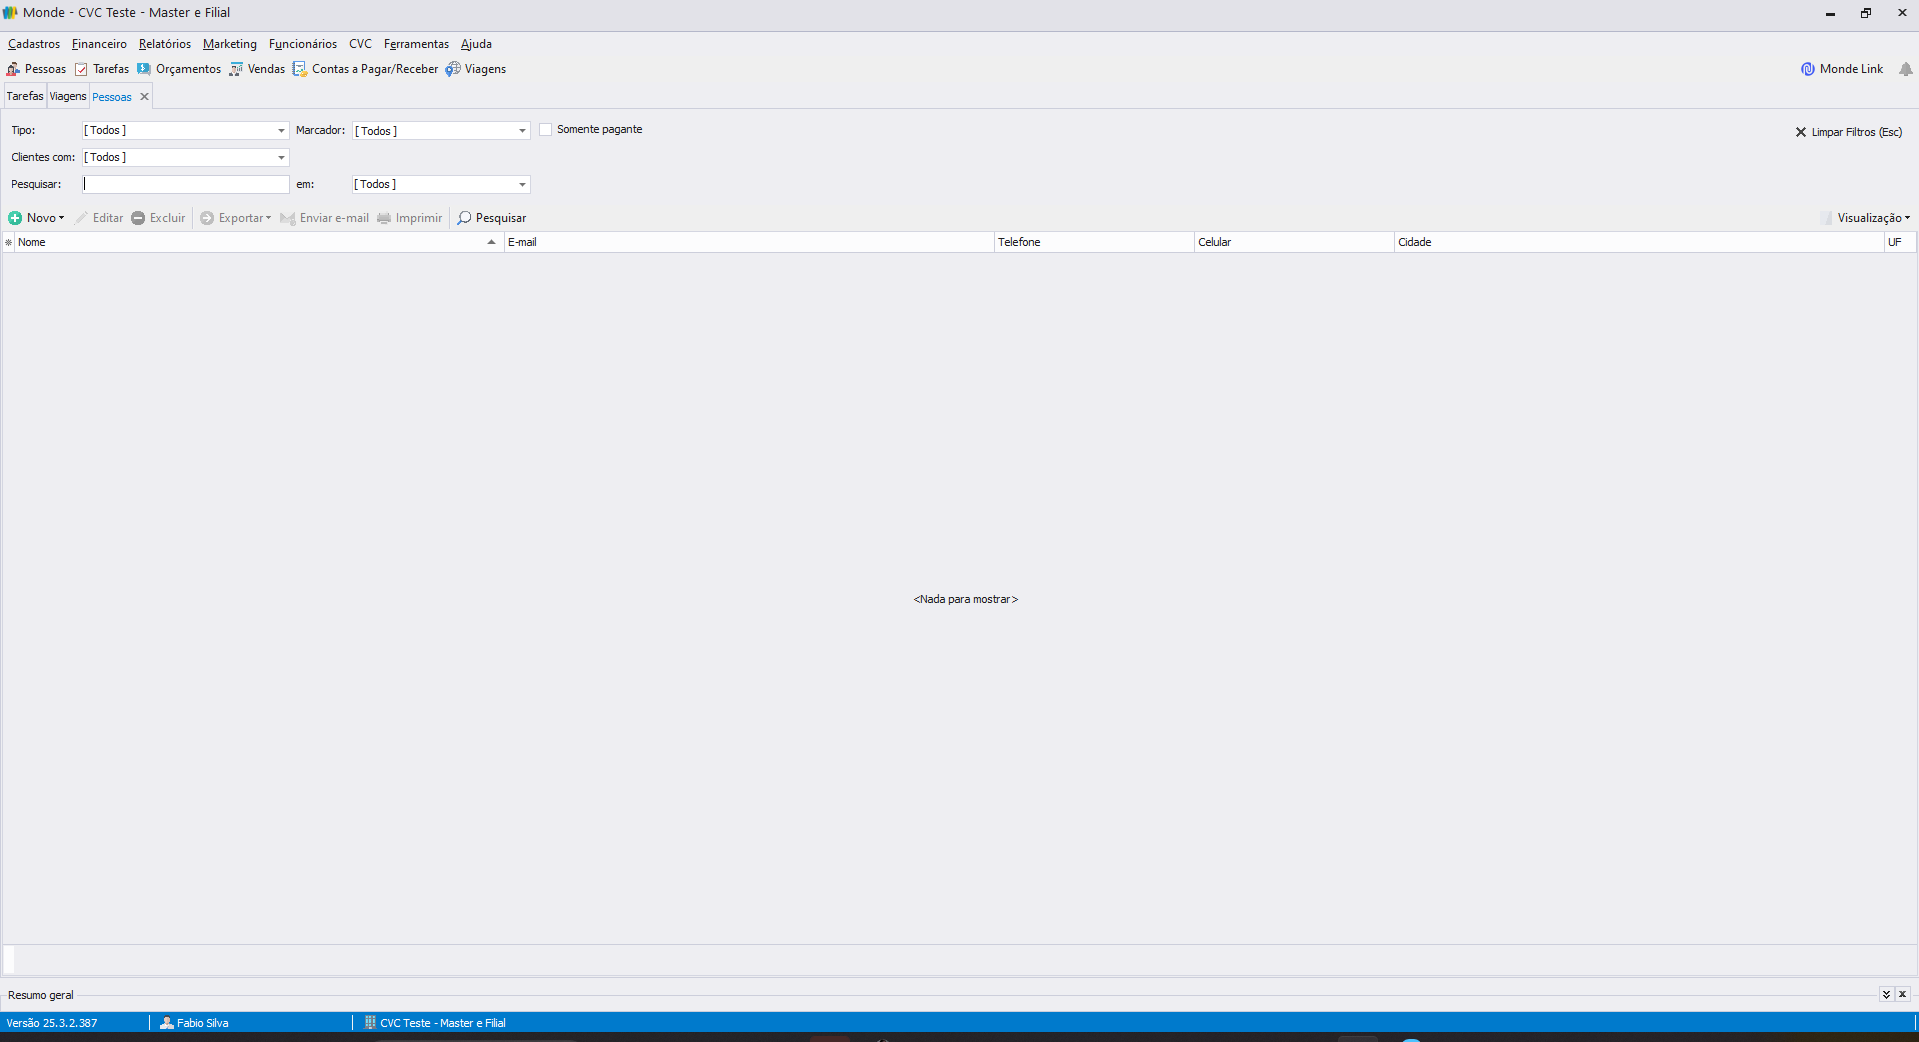 Monde - CVC Teste - Master e Filial
Cadastros Financeiro Relatórios Marketing Funcionários CVC Ferramentas Ajuda
Pessoas Tarefas Orçamentos Vendas Contas a Pagar/Receber Viagens Monde Link
Tarefas Viagens Pessoas
Tipo: [ Todos ] Marcador: [ Todos ] Somente pagante Limpar Filtros (Esc)
Clientes com: [ Todos ]
Pesquisar: em: [ Todos ]
Novo Editar Excluir Exportar Enviar e-mail Imprimir Pesquisar Visualização
Nome E-mail Telefone Celular Cidade UF
<Nada para mostrar>
Resumo geral
Versão 25.3.2.387 Fabio Silva CVC Teste - Master e Filial